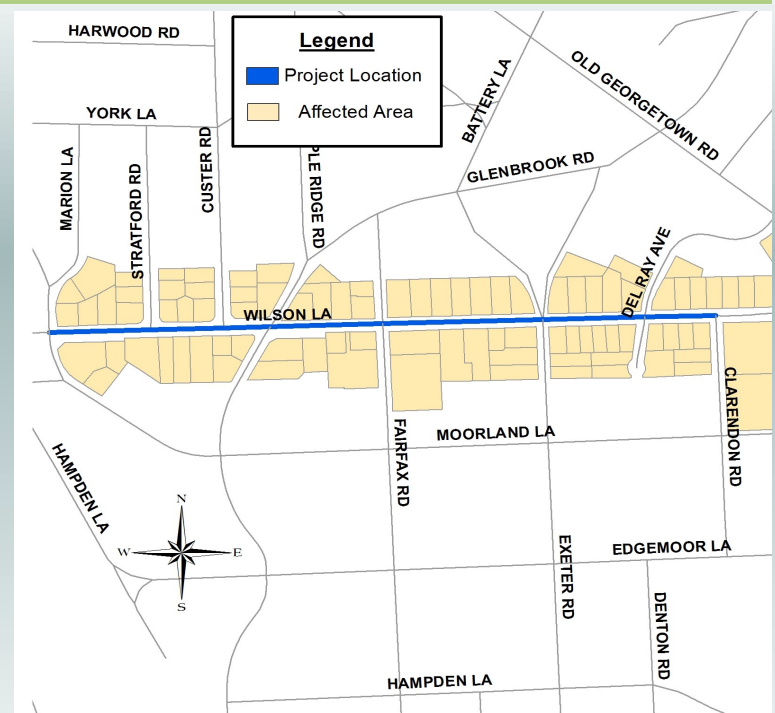 HARWOOD RD
Legend
Project Location
Affected Area
YORK LA
MARION LA
STRATFORD RD
CUSTER RD
PLE RIDGE RD
BATTERY LA
OLD GEORGETOWN RD
GLENBROOK RD
DEL RAY AVE
WILSON LA
CLARENDON RD
FAIRFAX RD
MOORLAND LA
HAMPDEN LA
N
W E
S
EXETER RD
EDGEMOOR LA
DENTON RD
HAMPDEN LA